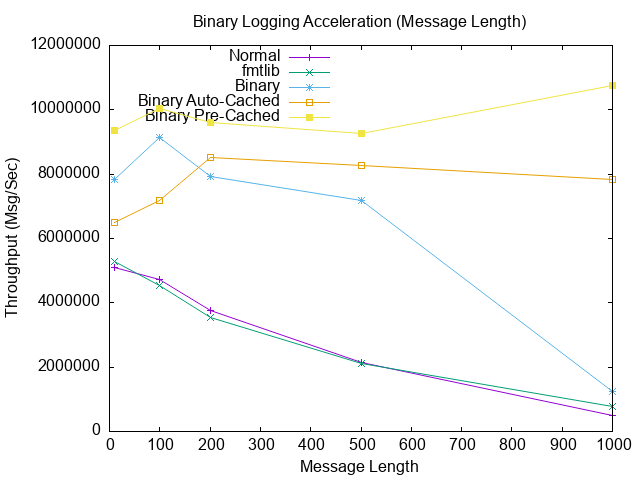 Binary Logging Acceleration (Message Length)
12000000
10000000
8000000
6000000
4000000
2000000
0
Throughput (Msg/Sec)
Normal
fmtlib
Binary
Binary Auto-Cached
Binary Pre-Cached
0 100 200 300 400 500 600 700 800 900 1000
Message Length